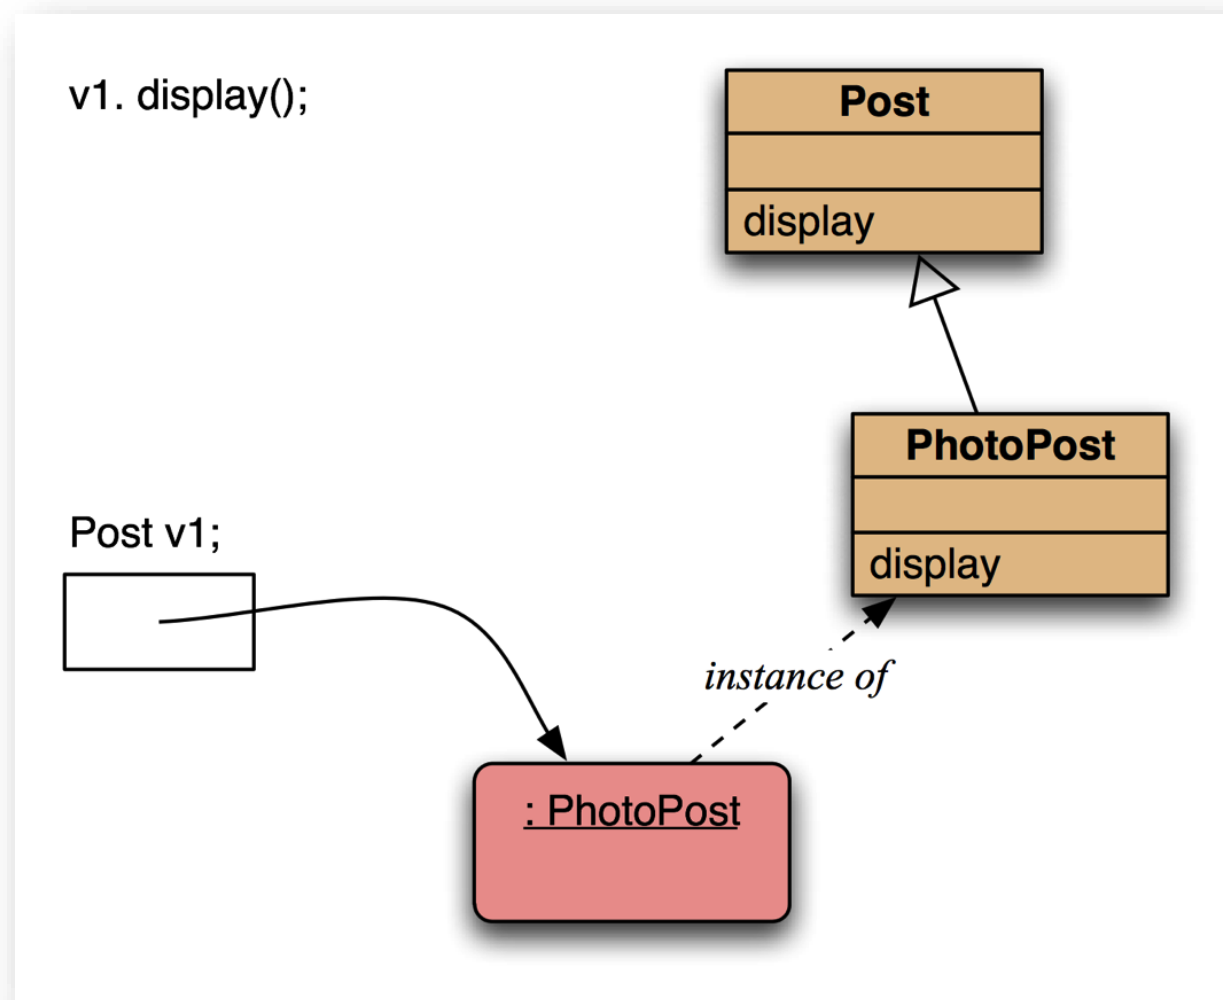 v1. display();
Post
display
PhotoPost
display
Post v1;
instance of
: PhotoPost